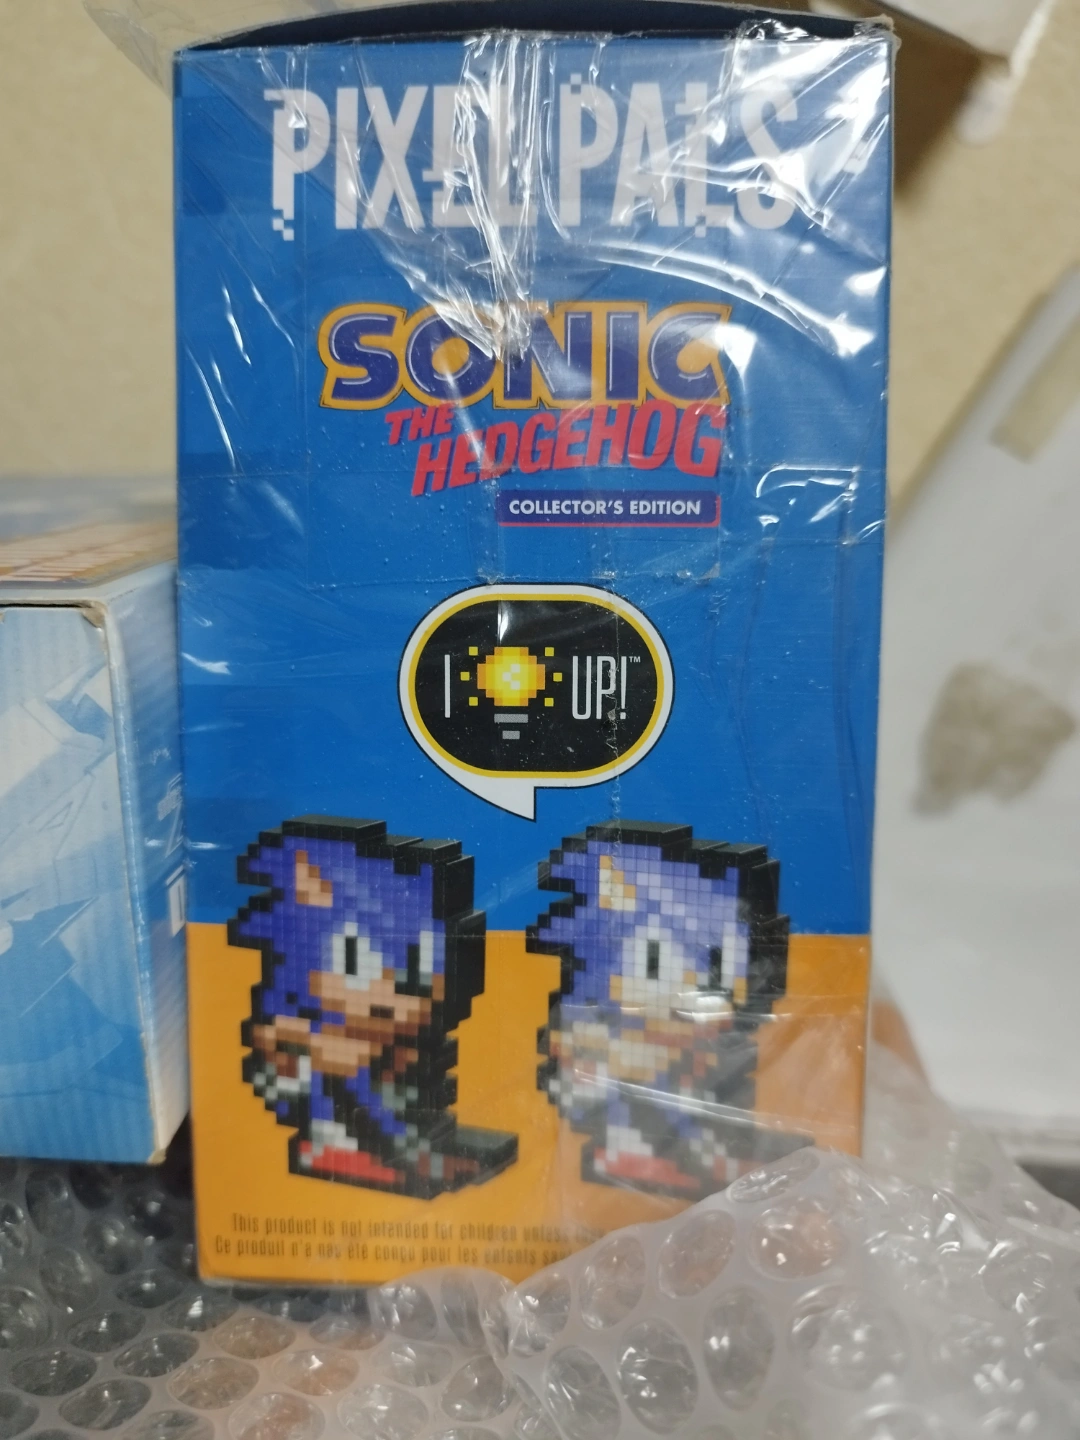 PIXEL PALS
SONIC
THE
HEDGEHOG
COLLECTOR'S EDITION
I UP!™
This product is not intended for children unless
Ce produit n'a pas été conçu pour les enfants